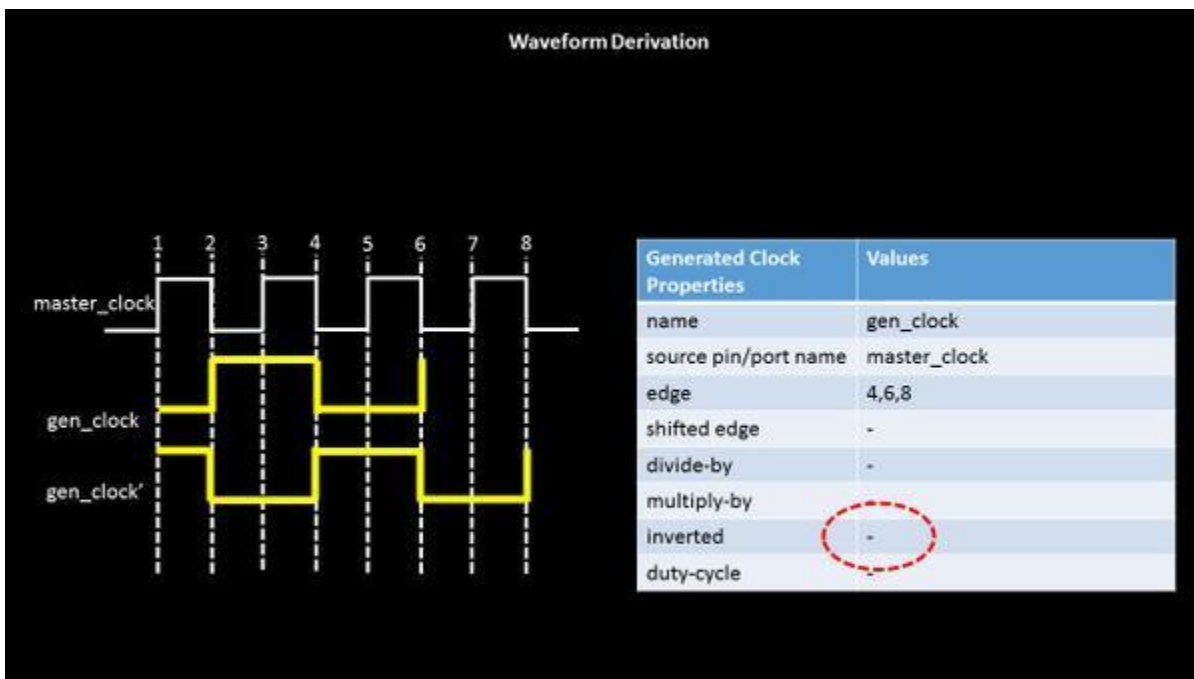 Waveform Derivation
1 2 3 4 5 6 7 8
master_clock
gen_clock
gen_clock’
Generated Clock Properties Values
name gen_clock
source pin/port name master_clock
edge 4,6,8
shifted edge -
divide-by -
multiply-by
inverted -
duty-cycle -